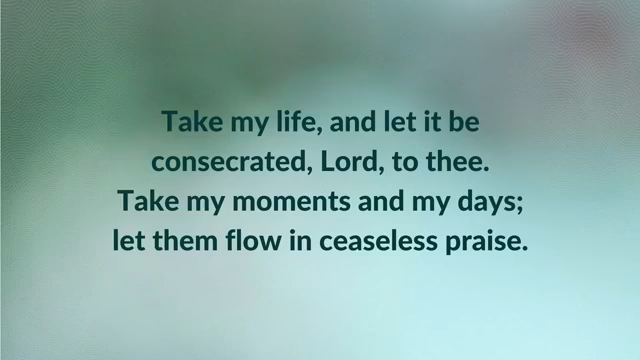 Take my life, and let it be
consecrated, Lord, to thee.
Take my moments and my days;
let them flow in ceaseless praise.